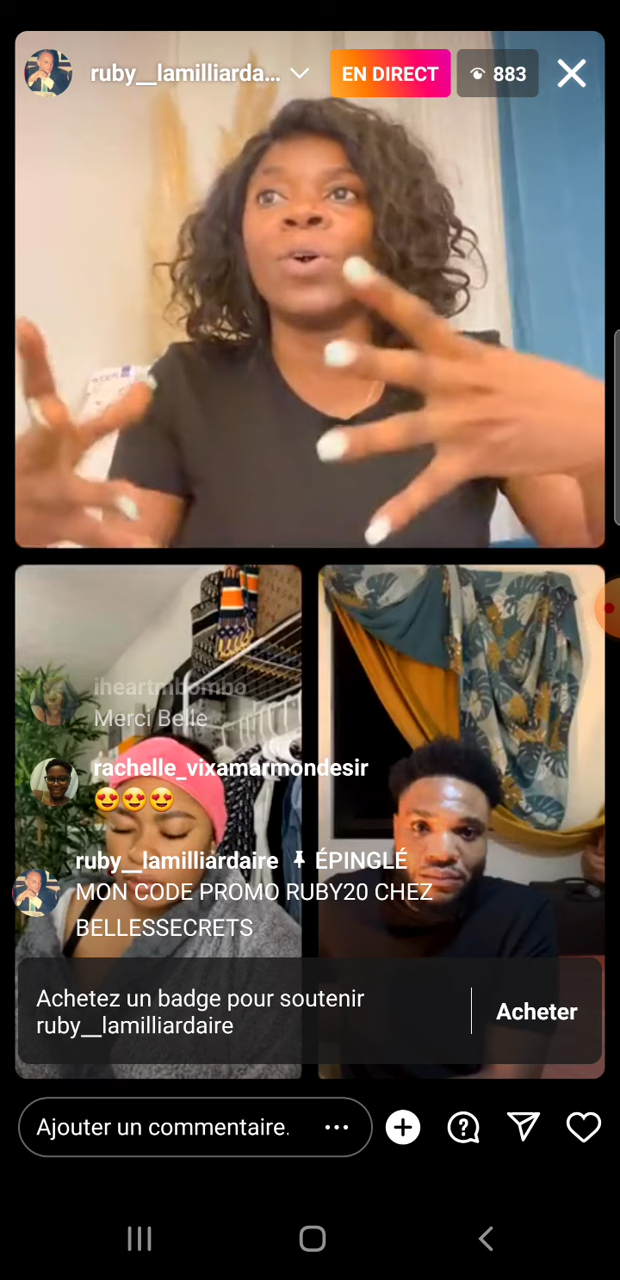 ruby__lamilliarda...
EN DIRECT
883
iheartmbombo
Merci Belle
rachelle_vixamarmondesir
😍😍😍
ruby__lamilliardaire ÉPINGLÉ
MON CODE PROMO RUBY20 CHEZ
BELLESSECRETS
Achetez un badge pour soutenir
ruby__lamilliardaire
Acheter
Ajouter un commentaire.